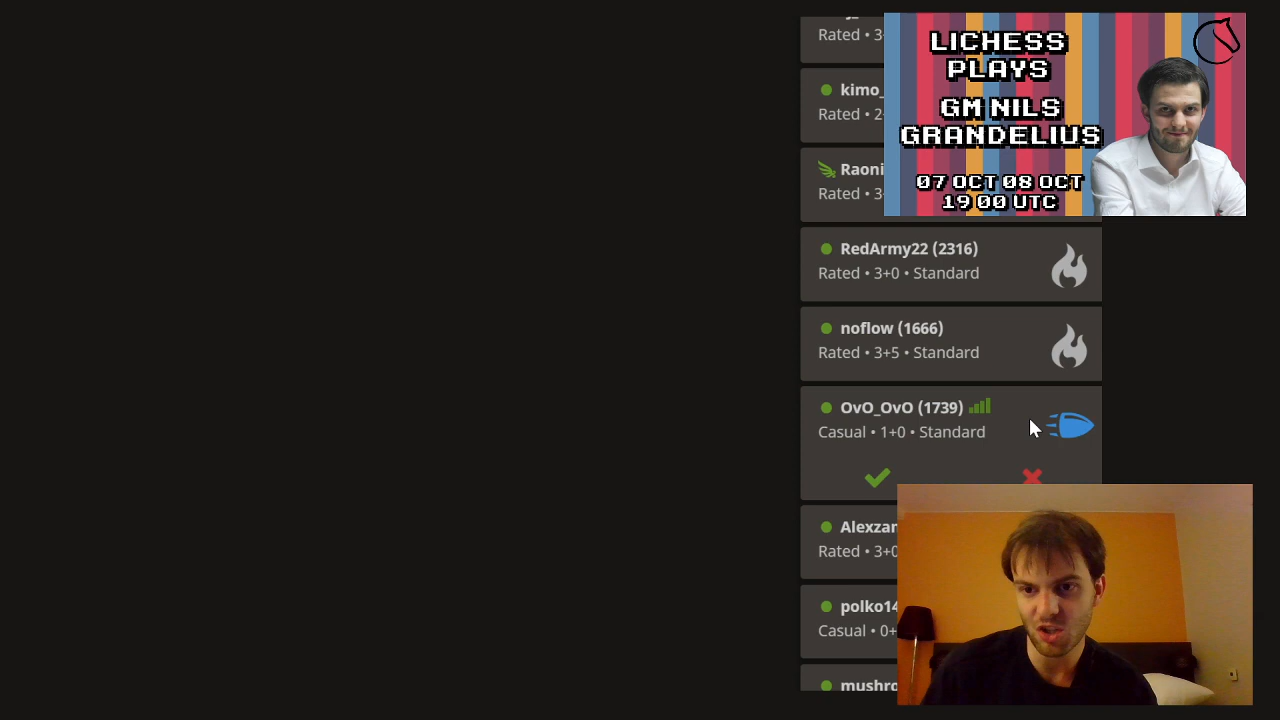 Rated • 3
LICHESS
PLAYS
GM NILS
GRANDELIUS
07 OCT 08 OCT
19 00 UTC
kimo_
Rated • 2
Raoni
Rated • 3
RedArmy22 (2316)
Rated • 3+0 • Standard
noflow (1666)
Rated • 3+5 • Standard
OvO_OvO (1739)
Casual • 1+0 • Standard
Alexzar
Rated • 3+0
polko14
Casual • 0+
mushro